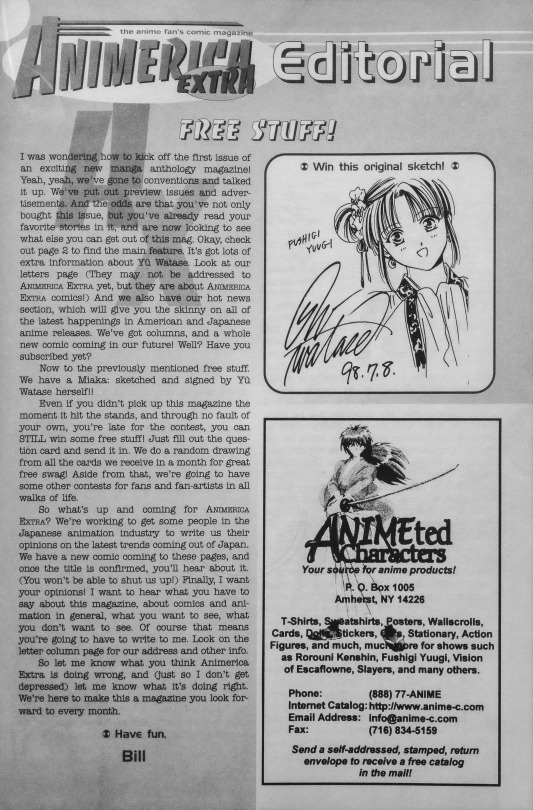 the anime fan's comic magazine
ANIMERICA
EXTRA
Editorial
FREE STUFF!
I was wondering how to kick off the first issue of
an exciting new manga anthology magazine!
Yeah, yeah, we've gone to conventions and talked
it up. We've put out preview issues and adver-
tisements. And the odds are that you've not only
bought this issue, but you've already read your
favorite stories in it, and are now looking to see
what else you can get out of this mag. Okay, check
out page 2 to find the main feature. It's got lots of
extra information about Yû Watase. Look at our
letters page (They may not be addressed to
ANIMERICA EXTRA yet, but they are about ANIMERICA
EXTRA comics!) And we also have our hot news
section, which will give you the skinny on all of
the latest happenings in American and Japanese
anime releases. We've got columns, and a whole
new comic coming in our future! Well? Have you
subscribed yet?
Now to the previously mentioned free stuff.
We have a Miaka: sketched and signed by Yû
Watase herself!!
Even if you didn't pick up this magazine the
moment it hit the stands, and through no fault of
your own, you're late for the contest, you can
STILL win some free stuff! Just fill out the ques-
tion card and send it in. We do a random drawing
from all the cards we receive in a month for great
free swag! Aside from that, we're going to have
some other contests for fans and fan-artists in all
walks of life.
So what's up and coming for ANIMERICA
EXTRA? We're working to get some people in the
Japanese animation industry to write us their
opinions on the latest trends coming out of Japan.
We have a new comic coming to these pages, and
once the title is confirmed, you'll hear about it.
(You won't be able to shut us up!) Finally, I want
your opinions! I want to hear what you have to
say about this magazine, about comics and ani-
mation in general, what you want to see, what
you don't want to see. Of course that means
you're going to have to write to me. Look on the
letter column page for our address and other info.
So let me know what you think Animerica
Extra is doing wrong, and (just so I don't get
depressed) let me know what it's doing right.
We're here to make this a magazine you look for-
ward to every month.
Have fun.
Bill
Win this original sketch!
FUSHIGI
YUUGI
Yuu
Watase
98.7.8.
ANIMEted
Characters
Your source for anime products!
P. O. Box 1005
Amherst, NY 14226
T-Shirts, Sweatshirts, Posters, Wallscrolls,
Cards, Dolls, Stickers, Stationary, Action
Figures, and much, much more for shows such
as Rorouni Kenshin, Fushigi Yuugi, Vision
of Escaflowne, Slayers, and many others.
Phone: (888) 77-ANIME
Internet Catalog: http://www.anime-c.com
Email Address: info@anime-c.com
Fax: (716) 834-5159
Send a self-addressed, stamped, return
envelope to receive a free catalog
in the mail!